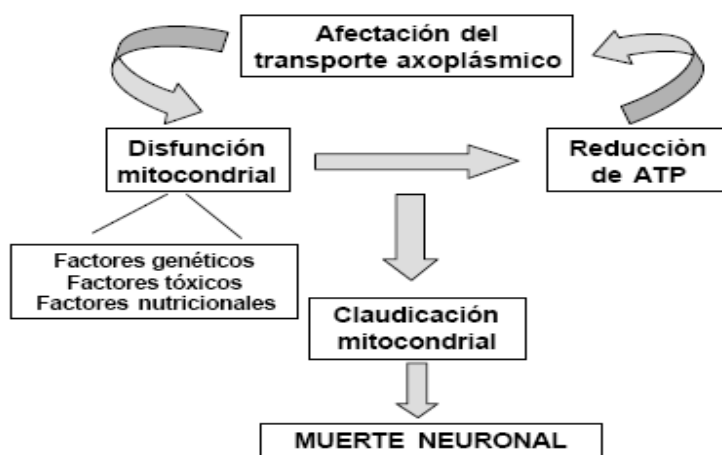 Afectación del
transporte axoplásmico
Disfunción
mitocondrial
Reducciòn
de ATP
Factores genéticos
Factores tóxicos
Factores nutricionales
Claudicación
mitocondrial
MUERTE NEURONAL